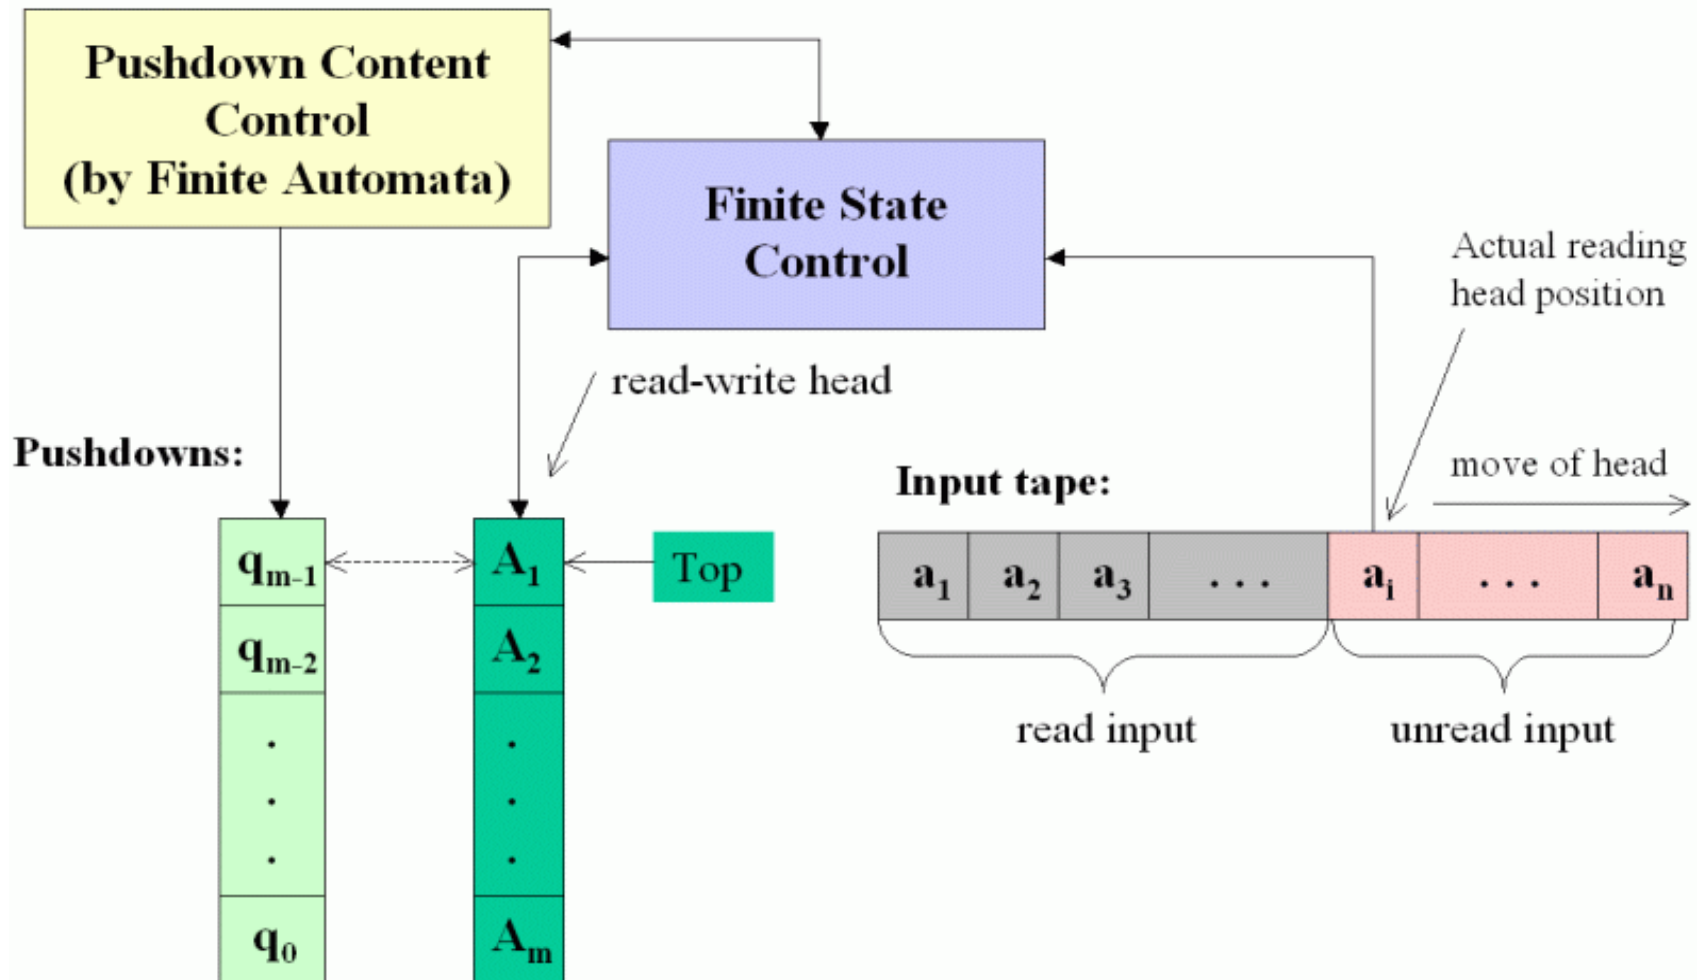 Pushdown Content
Control
(by Finite Automata)
Finite State
Control
Actual reading
head position
read-write head
Pushdowns:
Input tape:
move of head
qₘ₋₁
A₁
Top
a₁
a₂
a₃
. . .
aᵢ
. . .
aₙ
qₘ₋₂
A₂
read input
unread input
.
.
.
.
.
.
q₀
Aₘ